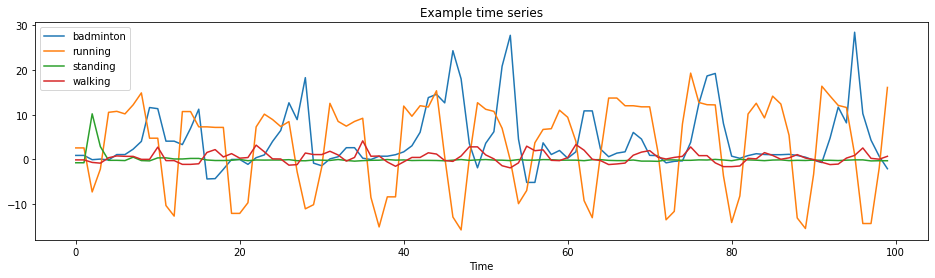 Example time series
30
20
10
0
−10
badminton
running
standing
walking
0
20
40
60
80
100
Time